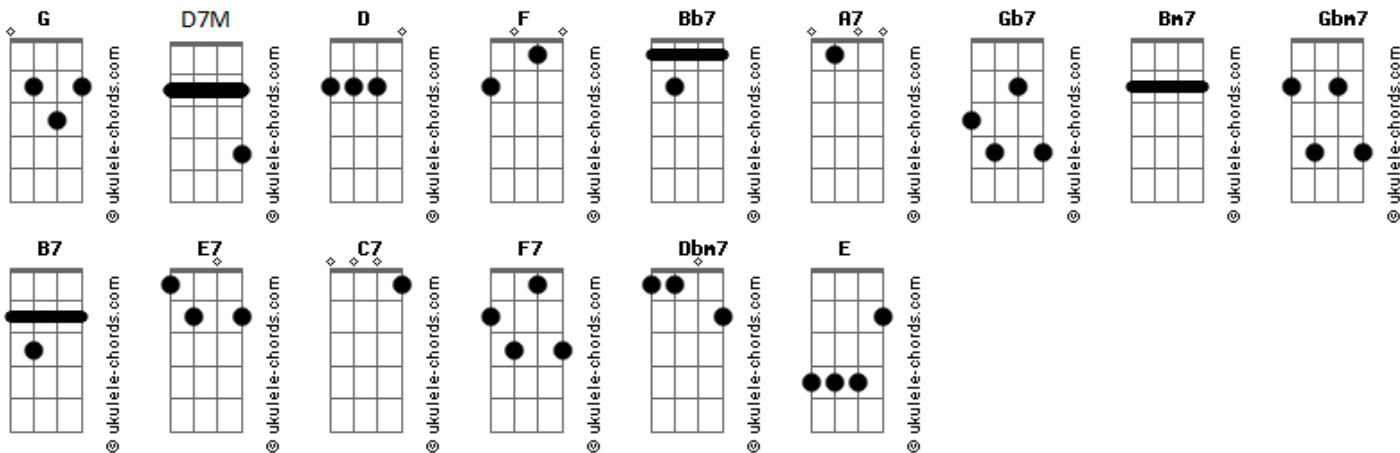 G D7M D F Bb7 A7 Gb7 Bm7 Gbm7
© ukulele-chords.com © ukulele-chords.com © ukulele-chords.com © ukulele-chords.com © ukulele-chords.com © ukulele-chords.com © ukulele-chords.com © ukulele-chords.com © ukulele-chords.com
B7 E7 C7 F7 Dbm7 E
© ukulele-chords.com © ukulele-chords.com © ukulele-chords.com © ukulele-chords.com © ukulele-chords.com © ukulele-chords.com